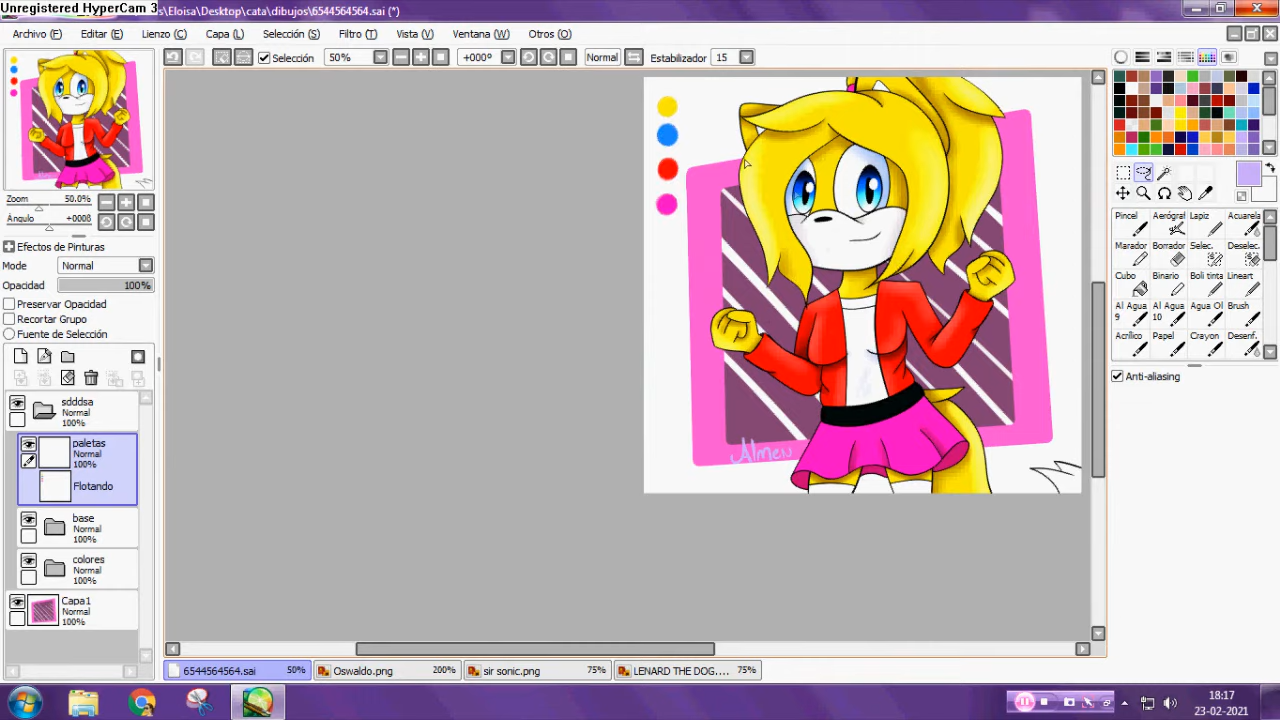 Unregistered HyperCam 3
s\Eloisa\Desktop\cata\dibujos\6544564564.sai (*)
Archivo (F) Editar (E) Lienzo (C) Capa (L) Selección (S) Filtro (T) Vista (V) Ventana (W) Otros (O)
Selección 50% +000º Normal Estabilizador 15
Zoom 50.0%
Ángulo +000ß
Efectos de Pinturas
Modo Normal
Opacidad 100%
Preservar Opacidad
Recortar Grupo
Fuente de Selección
sdddsa
Normal
100%
paletas
Normal
100%
Flotando
base
Normal
100%
colores
Normal
100%
Capa1
Normal
100%
Almen
Pincel Aerógraf Lapiz Acuarela
Marador Borrador Selec. Deselec.
Cubo Binario Boli tinta Lineart
Al Agua 9 Al Agua 10 Agua Ol Brush
Acrílico Papel Crayon Desenf.
Anti-aliasing
6544564564.sai 50% Oswaldo.png 200% sir sonic.png 75% LENARD THE DOG.... 75%
18:17
23-02-2021